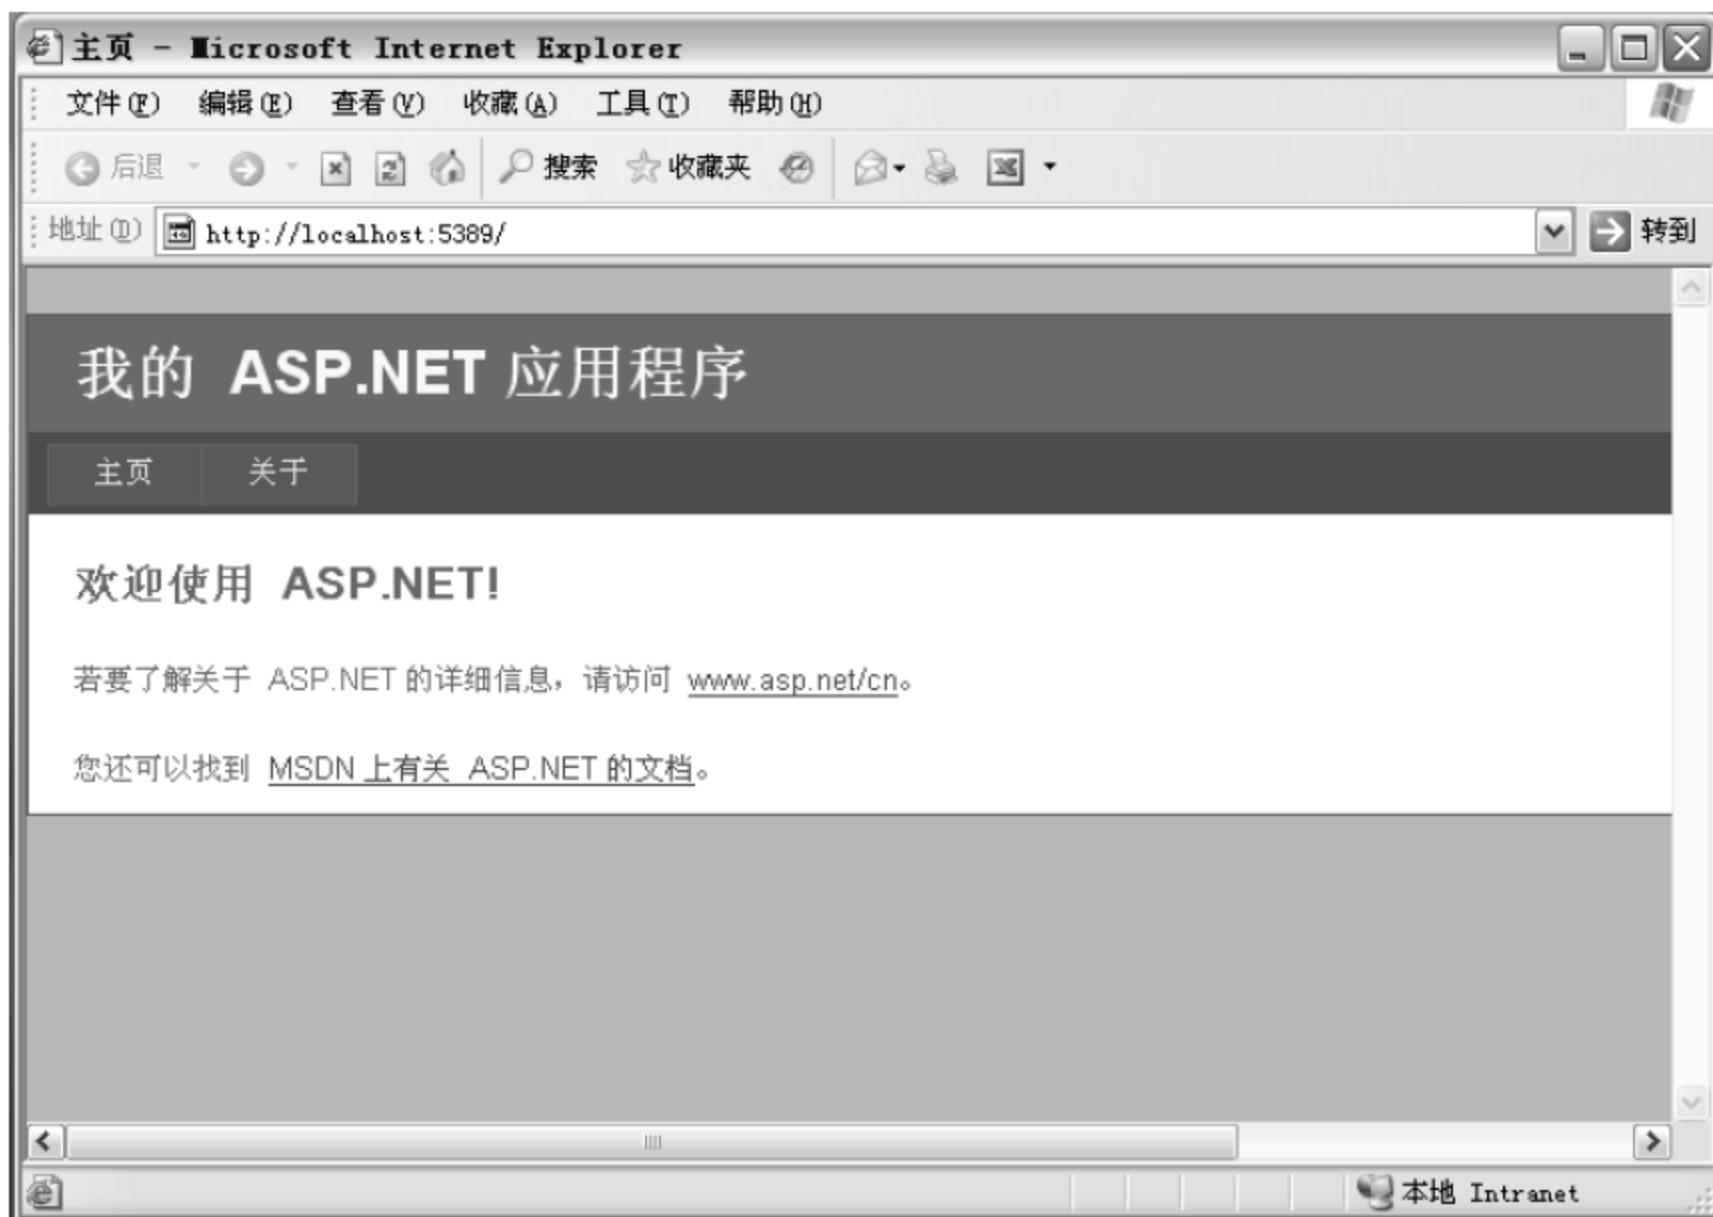 主页 - Microsoft Internet Explorer
文件(F) 编辑(E) 查看(V) 收藏(A) 工具(T) 帮助(H)
后退 搜索 收藏夹
地址(D) http://localhost:5389/ 转到
我的 ASP.NET 应用程序
主页 关于
欢迎使用 ASP.NET!
若要了解关于 ASP.NET 的详细信息，请访问 www.asp.net/cn。
您还可以找到 MSDN 上有关 ASP.NET 的文档。
本地 Intranet